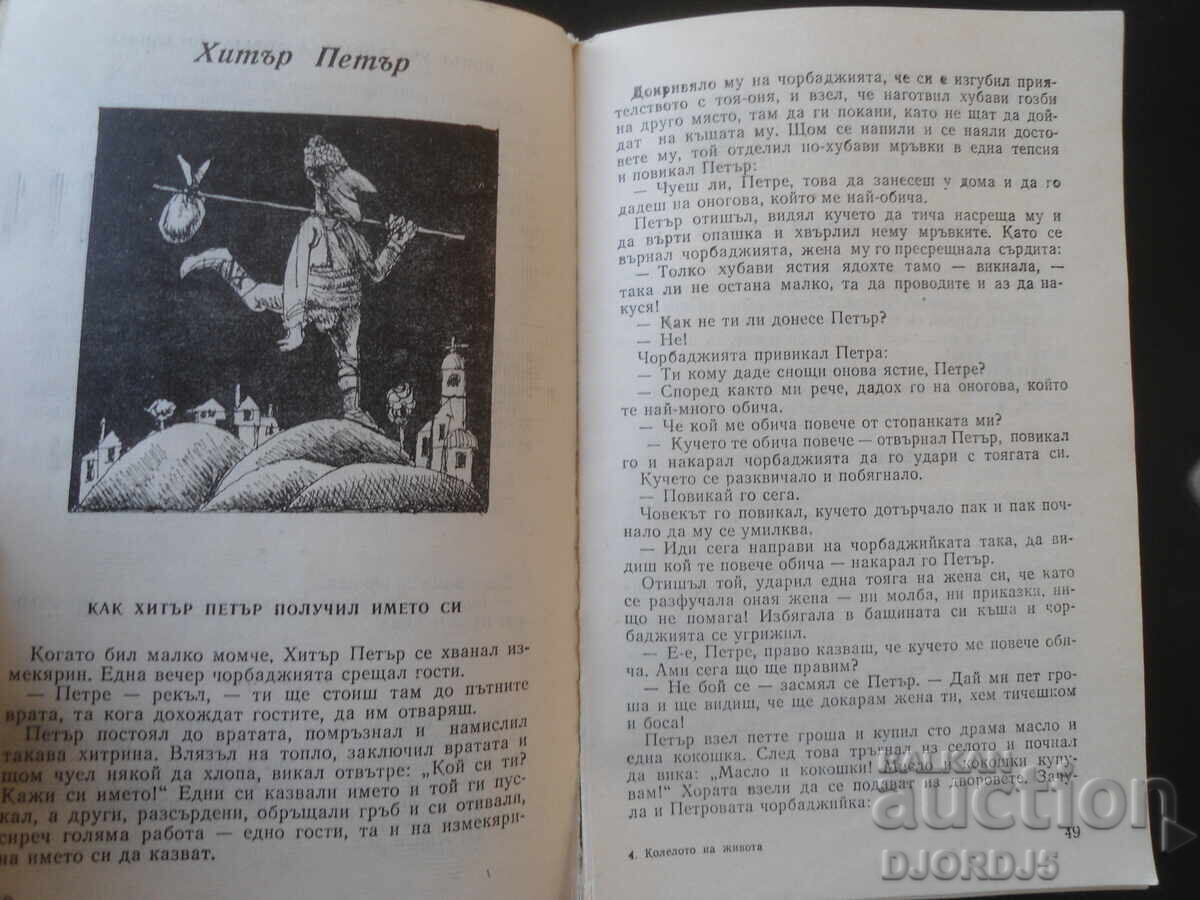 Хитър Петър
КАК ХИТЪР ПЕТЪР ПОЛУЧИЛ ИМЕТО СИ
Когато бил малко момче, Хитър Петър се хванал из-
мекярин. Една вечер чорбаджията срещал гости.
— Петре — рекъл, — ти ще стоиш там до пътните
врата, та кога дохождат гостите, да им отваряш.
Петър постоял до вратата, помръзнал и намислил
такава хитрина. Влязъл на топло, заключил вратата и
щом чуел някой да хлопа, викал отвътре: „Кой си ти?
Кажи си името!“ Едни си казвали името и той ги пус-
кал, а други, разсърдени, обръщали гръб и си отивали,
сиреч голяма работа — едно гости, та и на измекяри-
на името си да казват.
Докривяло му на чорбаджията, че си е изгубил прия-
телството с тоя-оня, и взел, че наготвил хубави гозби
на друго място, там да ги покани, като не щат да дой-
дат на къщата му. Щом се напили и се наяли досто-
вете му, той отделил по-хубави мръвки в една тепсия
и повикал Петър:
— Чуеш ли, Петре, това да занесеш у дома и да го
дадеш на оногова, който ме най-обича.
Петър отишъл, видял кучето да тича насреща му и
да върти опашка и хвърлил нему мръвките. Като се
върнал чорбаджията, жена му го пресрещнала сърдита:
— Толко хубави ястия ядохте тамо — викнала, —
така ли не остана малко, та да проводите и аз да на-
куся!
— Как не ти ли донесе Петър?
— Не!
Чорбаджията привикал Петра:
— Ти кому даде снощи онова ястие, Петре?
— Според както ми рече, дадох го на оногова, който
те най-много обича.
— Че кой ме обича повече от стопанката ми?
— Кучето те обича повече — отвърнал Петър, повикал
го и накарал чорбаджията да го удари с тоягата си.
Кучето се разквичало и побягнало.
— Повикай го сега.
Човекът го повикал, кучето дотърчало пак и пак поч-
нало да му се умилква.
— Иди сега направи на чорбаджийката така, да ви-
диш кой те повече обича — накарал го Петър.
Отишъл той, ударил една тояга на жена си, че като
се разфучала оная жена — ни молба, ни приказки, ни-
що не помага! Избягала в бащината си къща и чор-
баджията се угрижил.
— Е-е, Петре, право казваш, че кучето ме повече оби-
ча. Ами сега що ще правим?
— Не бой се — засмял се Петър. — Дай ми пет гро-
ша и ще видиш, че ще докарам жена ти, хем тичешком
и боса!
Петър взел петте гроша и купил сто драма масло и
една кокошка. След това тръгнал из селото и почнал
да вика: „Масло и кокошки! Масло и кокошки купу-
вам!“ Хората взели да се подават из дворовете. Зачу-
ла и Петровата чорбаджийка:
49
4. Колелото на живота
BALKAN
auction
DJORDJ5